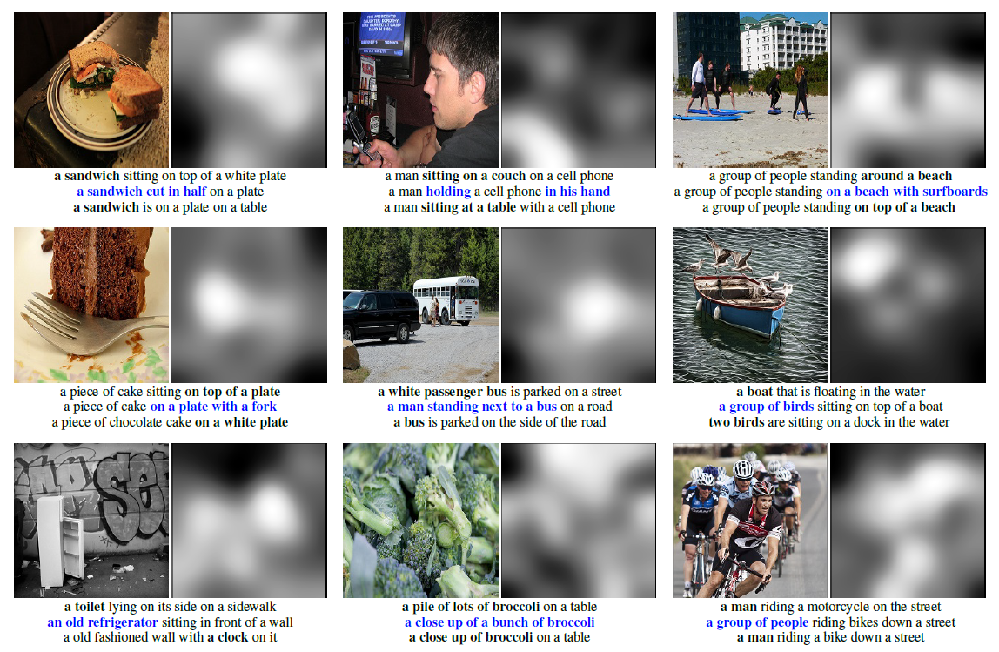 a sandwich sitting on top of a white plate
a sandwich cut in half on a plate
a sandwich is on a plate on a table
a man sitting on a couch on a cell phone
a man holding a cell phone in his hand
a man sitting at a table with a cell phone
a group of people standing around a beach
a group of people standing on a beach with surfboards
a group of people standing on top of a beach
a piece of cake sitting on top of a plate
a piece of cake on a plate with a fork
a piece of chocolate cake on a white plate
a white passenger bus is parked on a street
a man standing next to a bus on a road
a bus is parked on the side of the road
a boat that is floating in the water
a group of birds sitting on top of a boat
two birds are sitting on a dock in the water
a toilet lying on its side on a sidewalk
an old refrigerator sitting in front of a wall
a old fashioned wall with a clock on it
a pile of lots of broccoli on a table
a close up of a bunch of broccoli
a close up of broccoli on a table
a man riding a motorcycle on the street
a group of people riding bikes down a street
a man riding a bike down a street